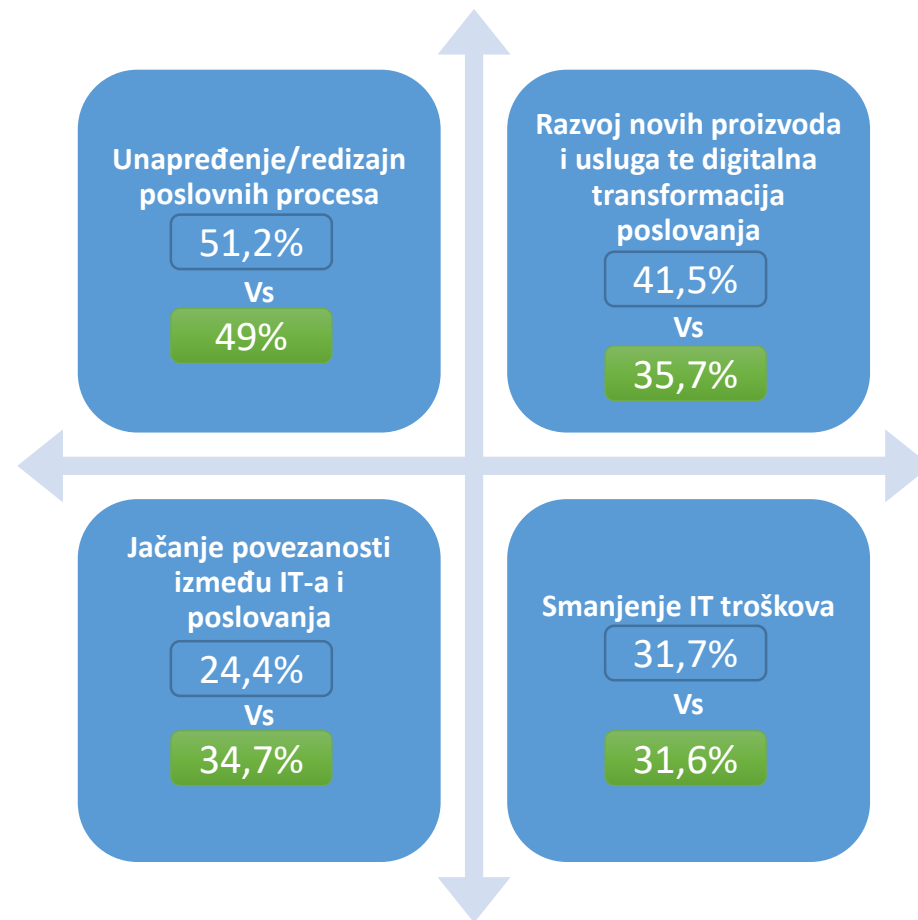 Unapređenje/redizajn
poslovnih procesa
51,2%
Vs
49%
Razvoj novih proizvoda
i usluga te digitalna
transformacija
poslovanja
41,5%
Vs
35,7%
Jačanje povezanosti
između IT-a i
poslovanja
24,4%
Vs
34,7%
Smanjenje IT troškova
31,7%
Vs
31,6%